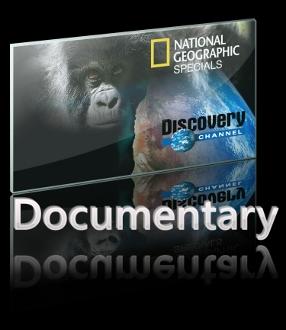 NATIONAL
GEOGRAPHIC
SPECIALS
Discovery
CHANNEL
Documentary